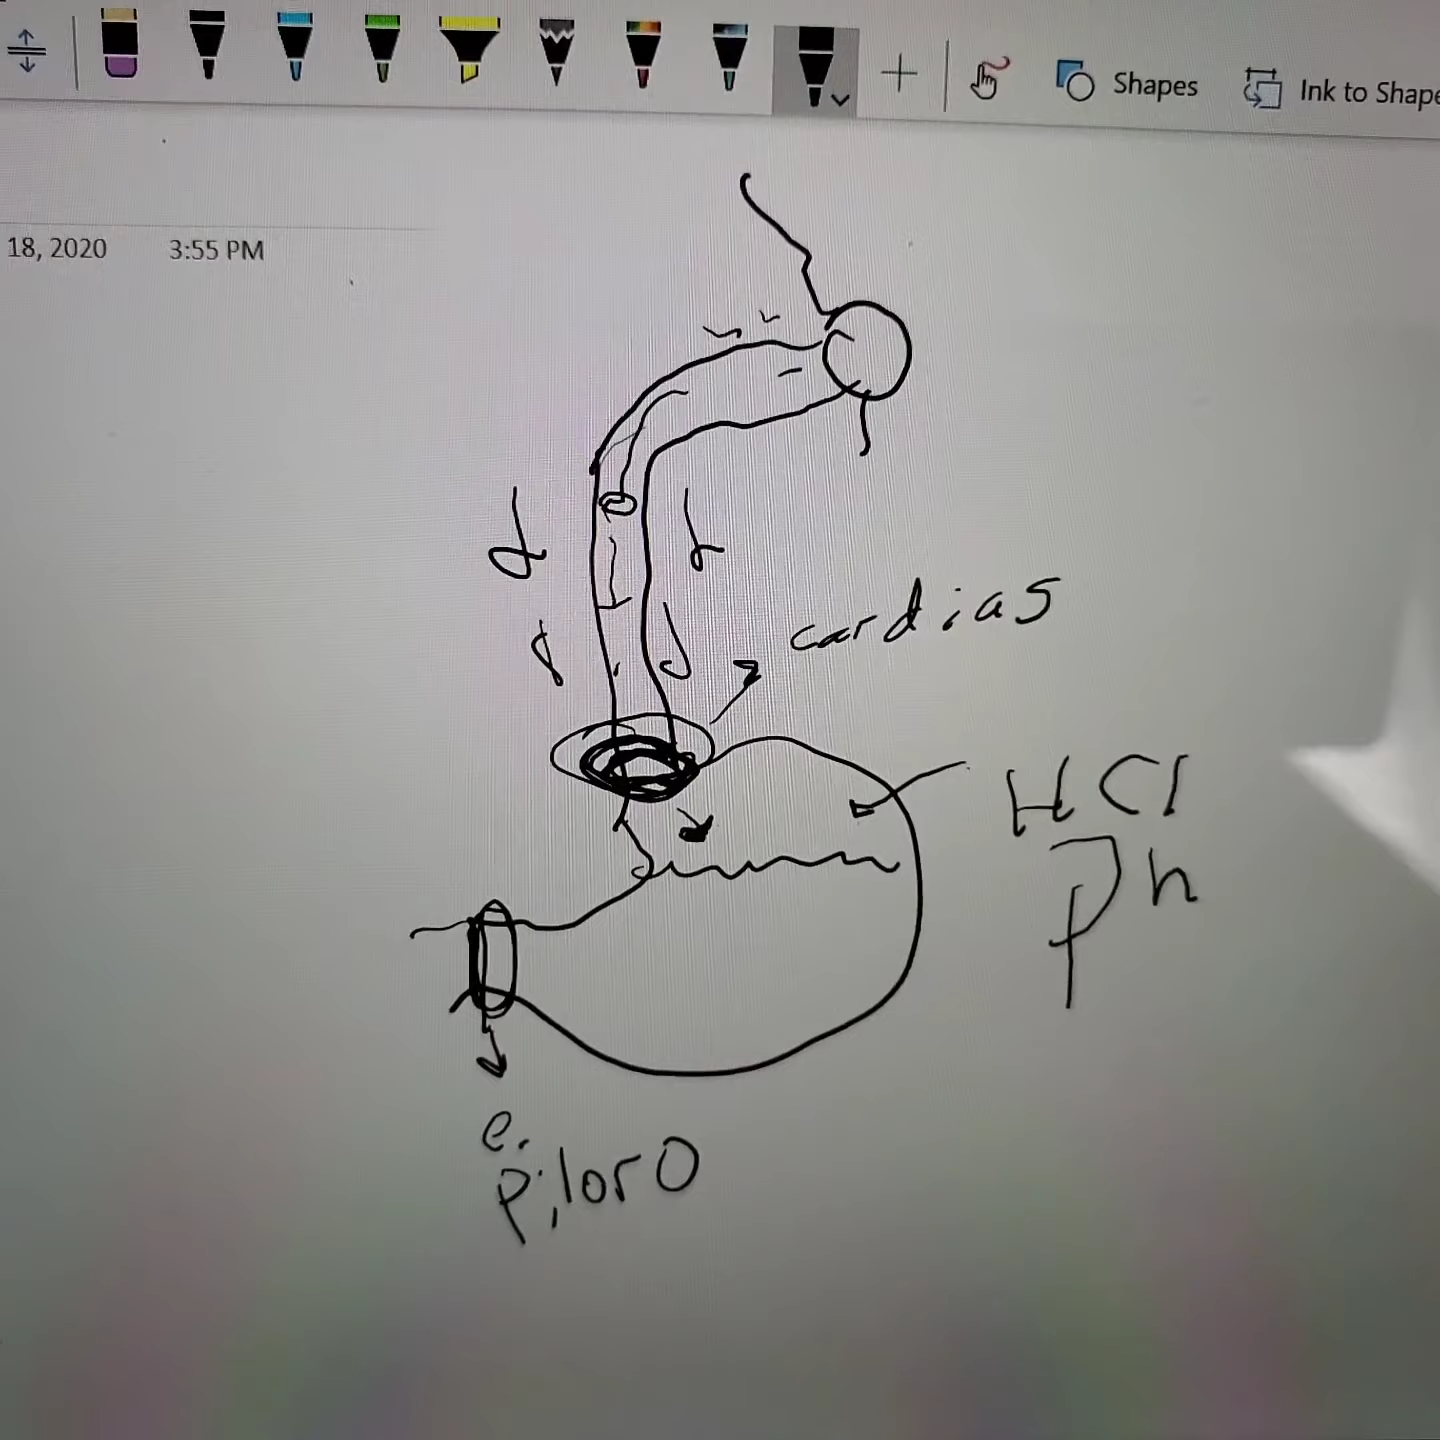 Shapes
Ink to Shape
18, 2020 3:55 PM
cardias
HCl
Ph
e.
piloro